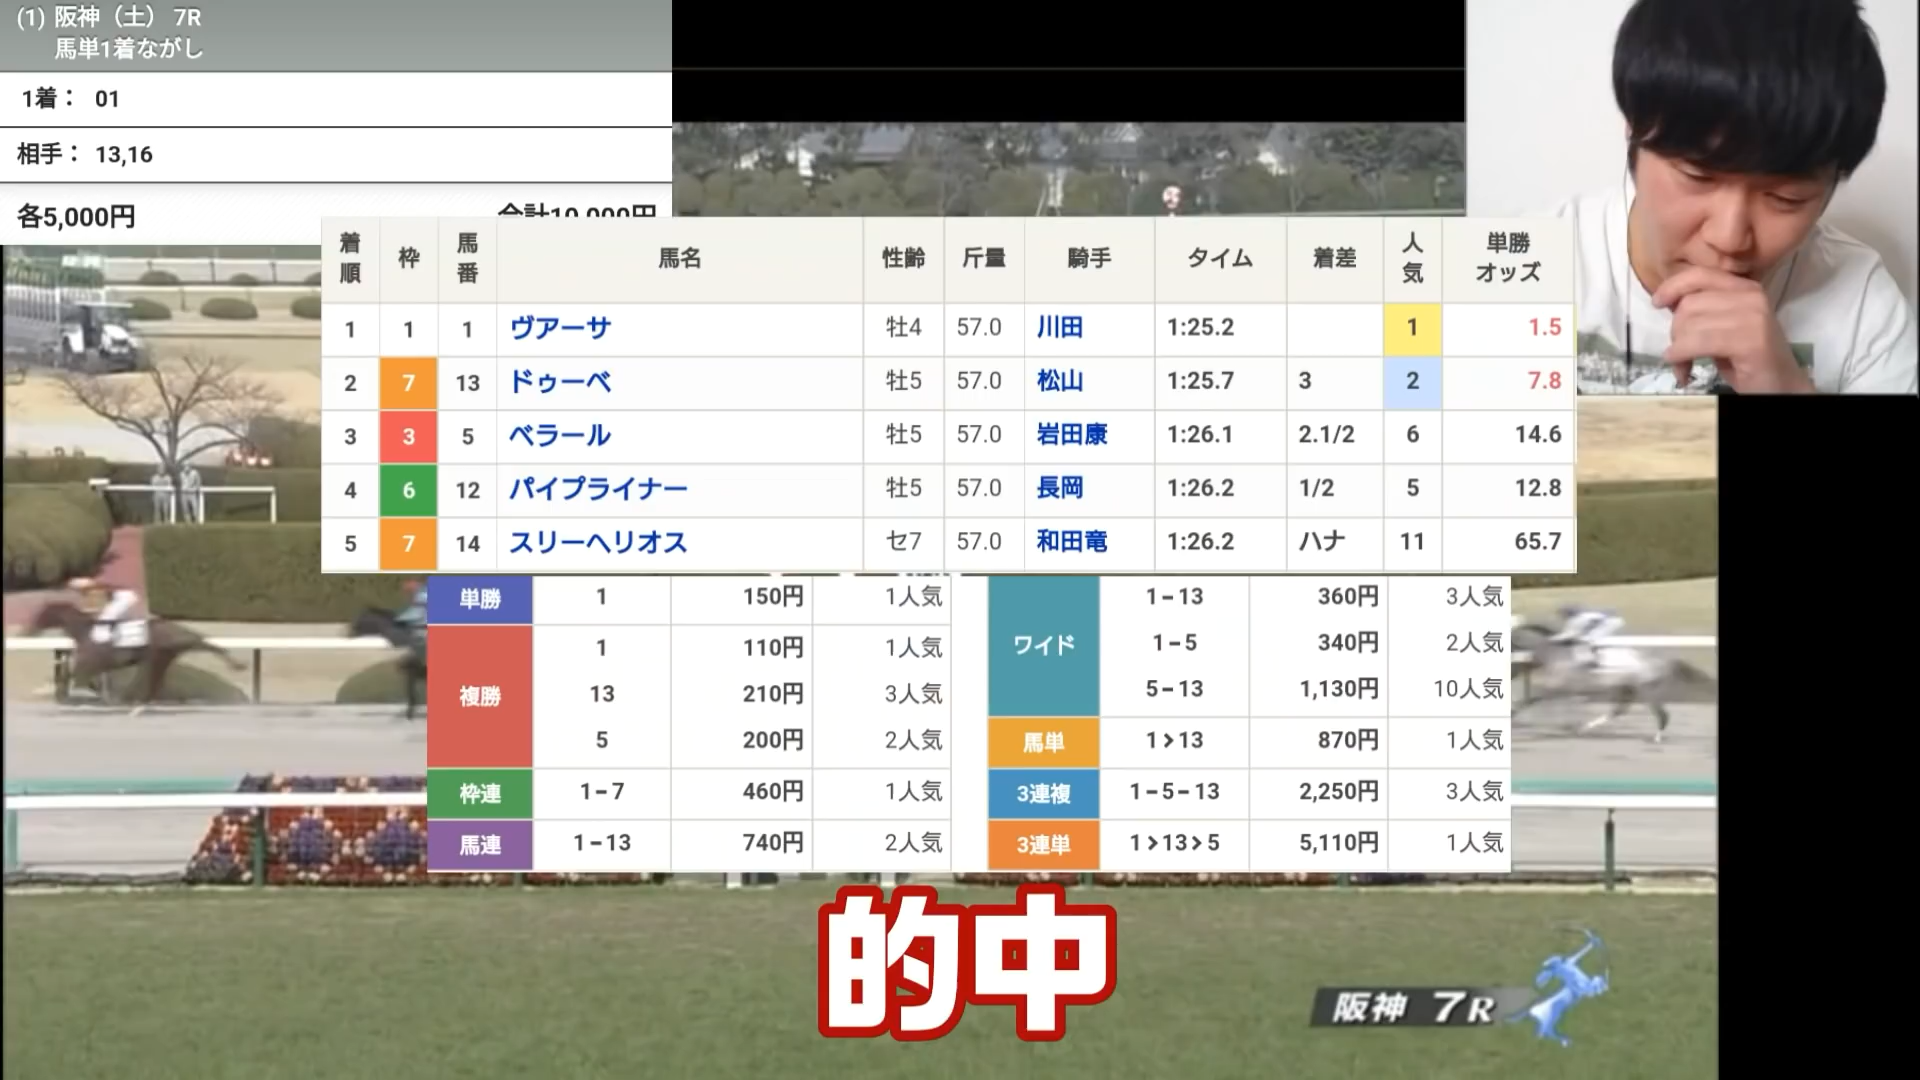 (1) 阪神（土） 7R
馬単1着ながし
1着： 01
相手： 13,16
各5,000円 合計10,000円
着順 枠 馬番 馬名 性齢 斤量 騎手 タイム 着差 人気 単勝オッズ
1 1 1 ヴアーサ 牡4 57.0 川田 1:25.2 1 1.5
2 7 13 ドゥーベ 牡5 57.0 松山 1:25.7 3 2 7.8
3 3 5 ベラール 牡5 57.0 岩田康 1:26.1 2.1/2 6 14.6
4 6 12 パイプライナー 牡5 57.0 長岡 1:26.2 1/2 5 12.8
5 7 14 スリーヘリオス セ7 57.0 和田竜 1:26.2 ハナ 11 65.7
単勝 1 150円 1人気
複勝 1 110円 1人気
13 210円 3人気
5 200円 2人気
枠連 1-7 460円 1人気
馬連 1-13 740円 2人気
ワイド 1-13 360円 3人気
1-5 340円 2人気
5-13 1,130円 10人気
馬単 1>13 870円 1人気
3連複 1-5-13 2,250円 3人気
3連単 1>13>5 5,110円 1人気
的中
阪神 7R